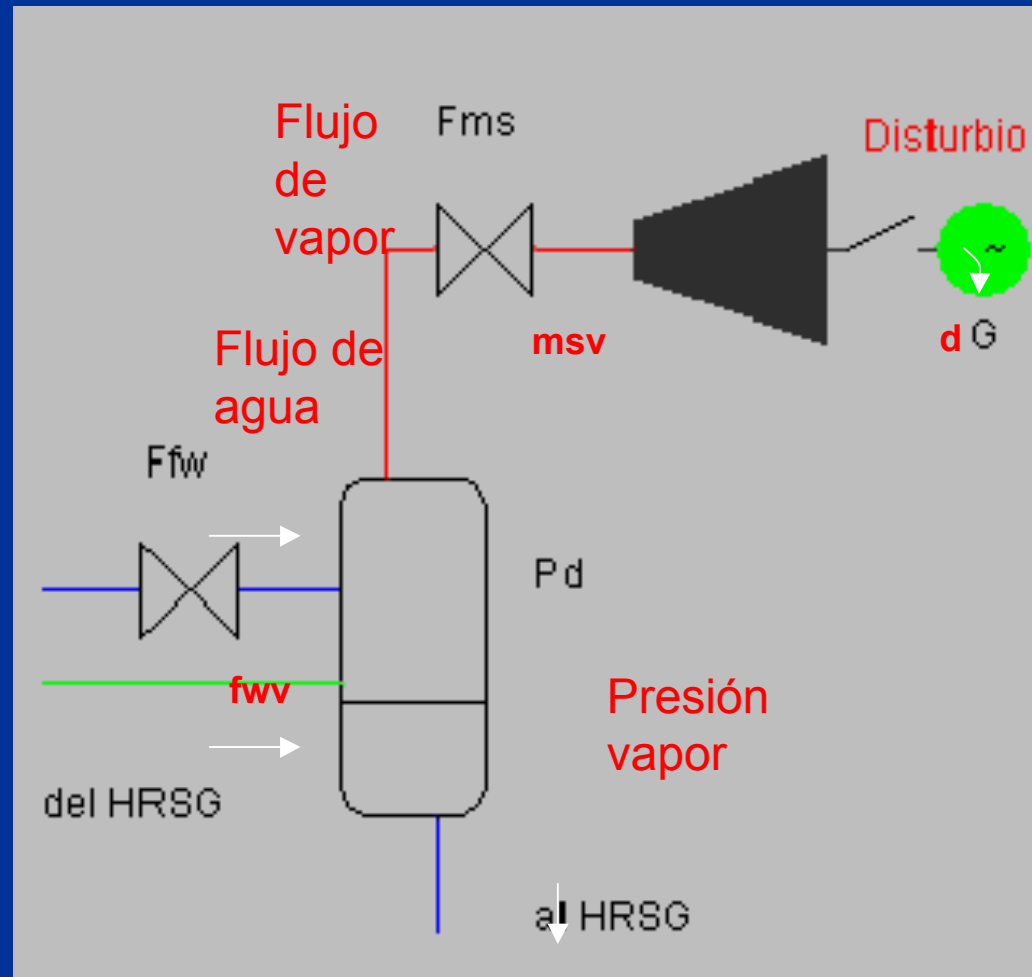 Flujo
de
vapor
Fms
Disturbio
~
msv
d G
Flujo de
agua
Ffw
Pd
fwv
Presión
vapor
del HRSG
al HRSG